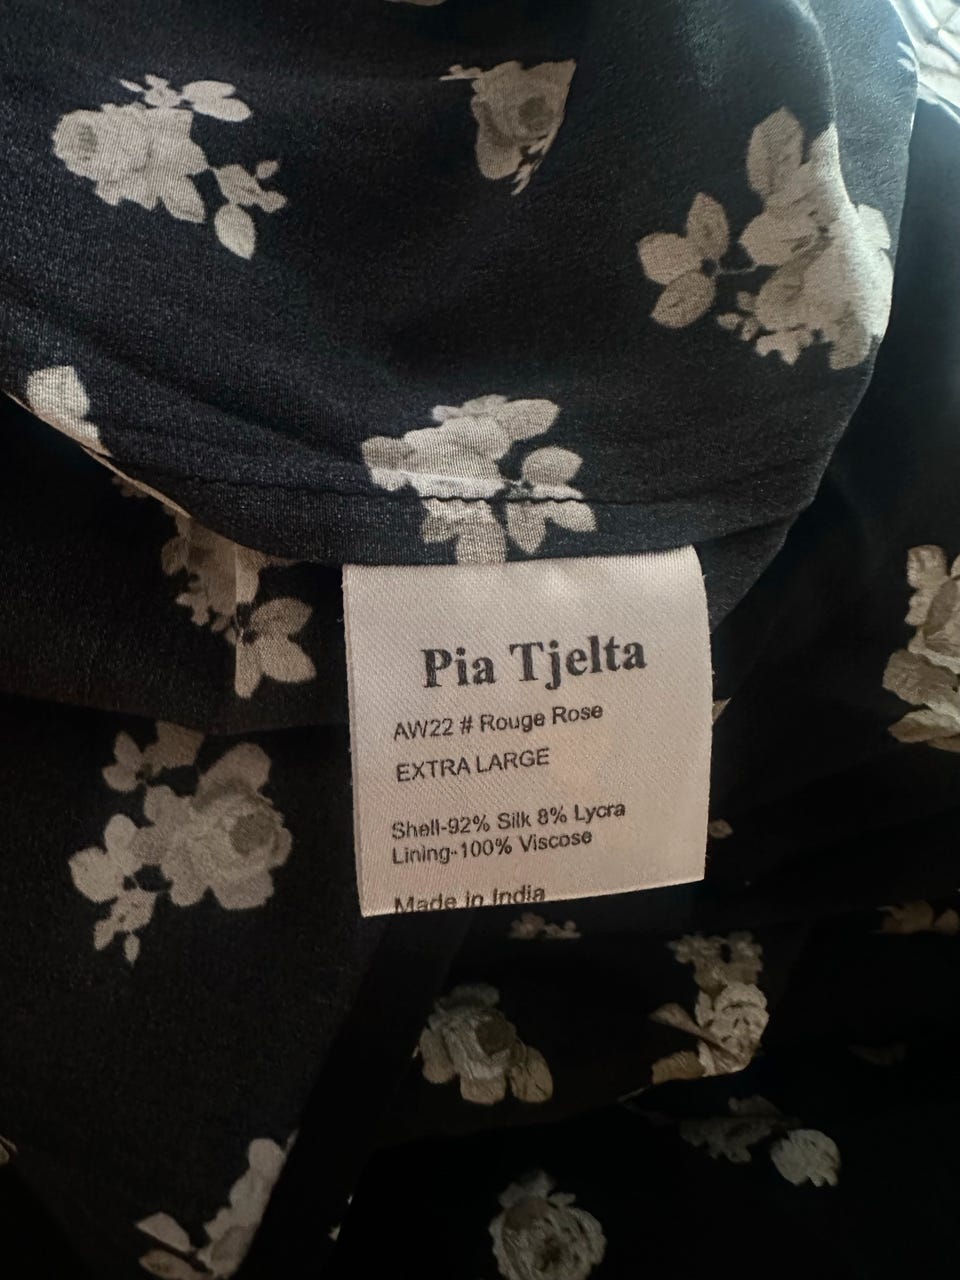 Pia Tjelta
AW22 # Rouge Rose
EXTRA LARGE
Shell-92% Silk 8% Lycra
Lining-100% Viscose
Made in India